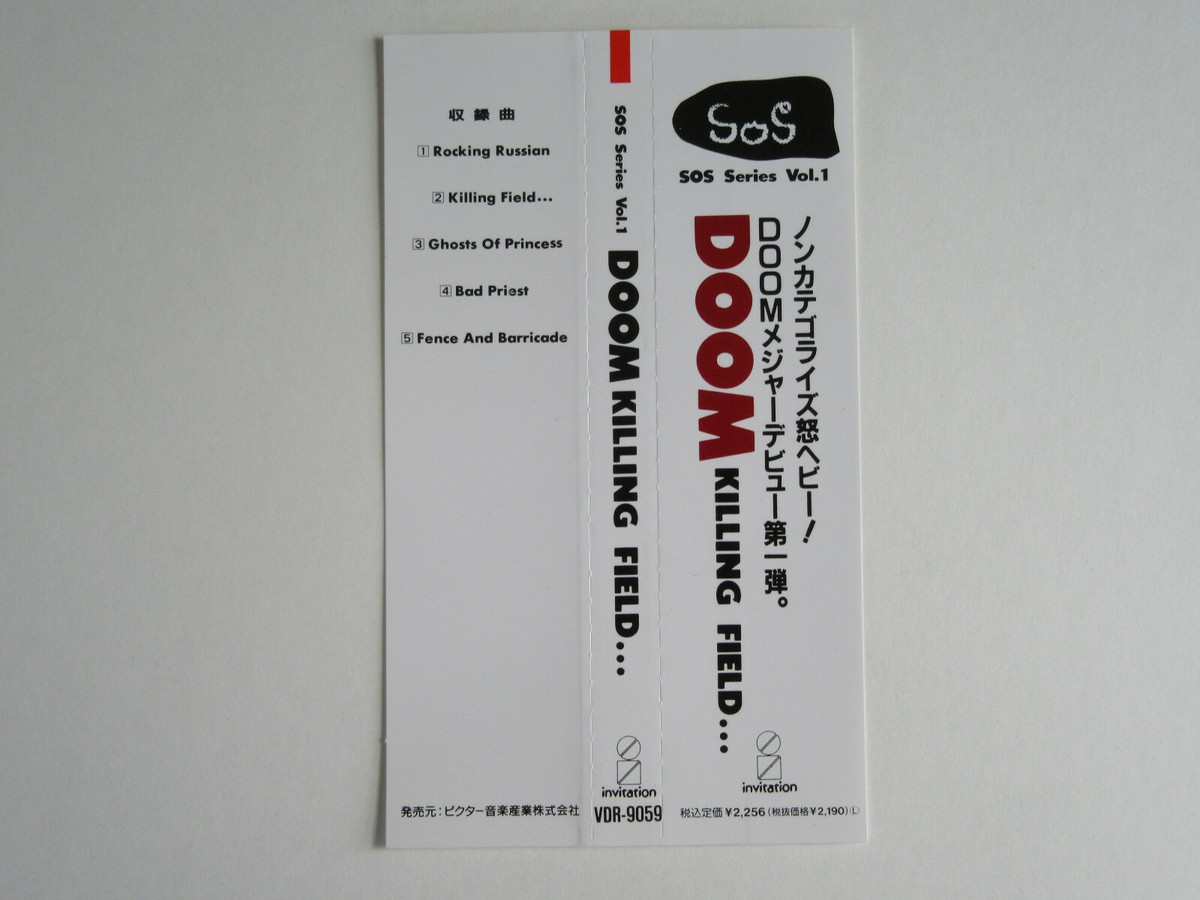 収録曲
1 Rocking Russian
2 Killing Field...
3 Ghosts Of Princess
4 Bad Priest
5 Fence And Barricade
発売元:ビクター音楽産業株式会社
SOS Series Vol.1
DOOM KILLING FIELD...
invitation
VDR-9059
SOS
SOS Series Vol.1
ノンカテゴライズ怒ヘビー!
DOOMメジャーデビュー第一弾。
DOOM KILLING FIELD...
invitation
税込定価¥2,256(税抜価格¥2,190)Ⓛ